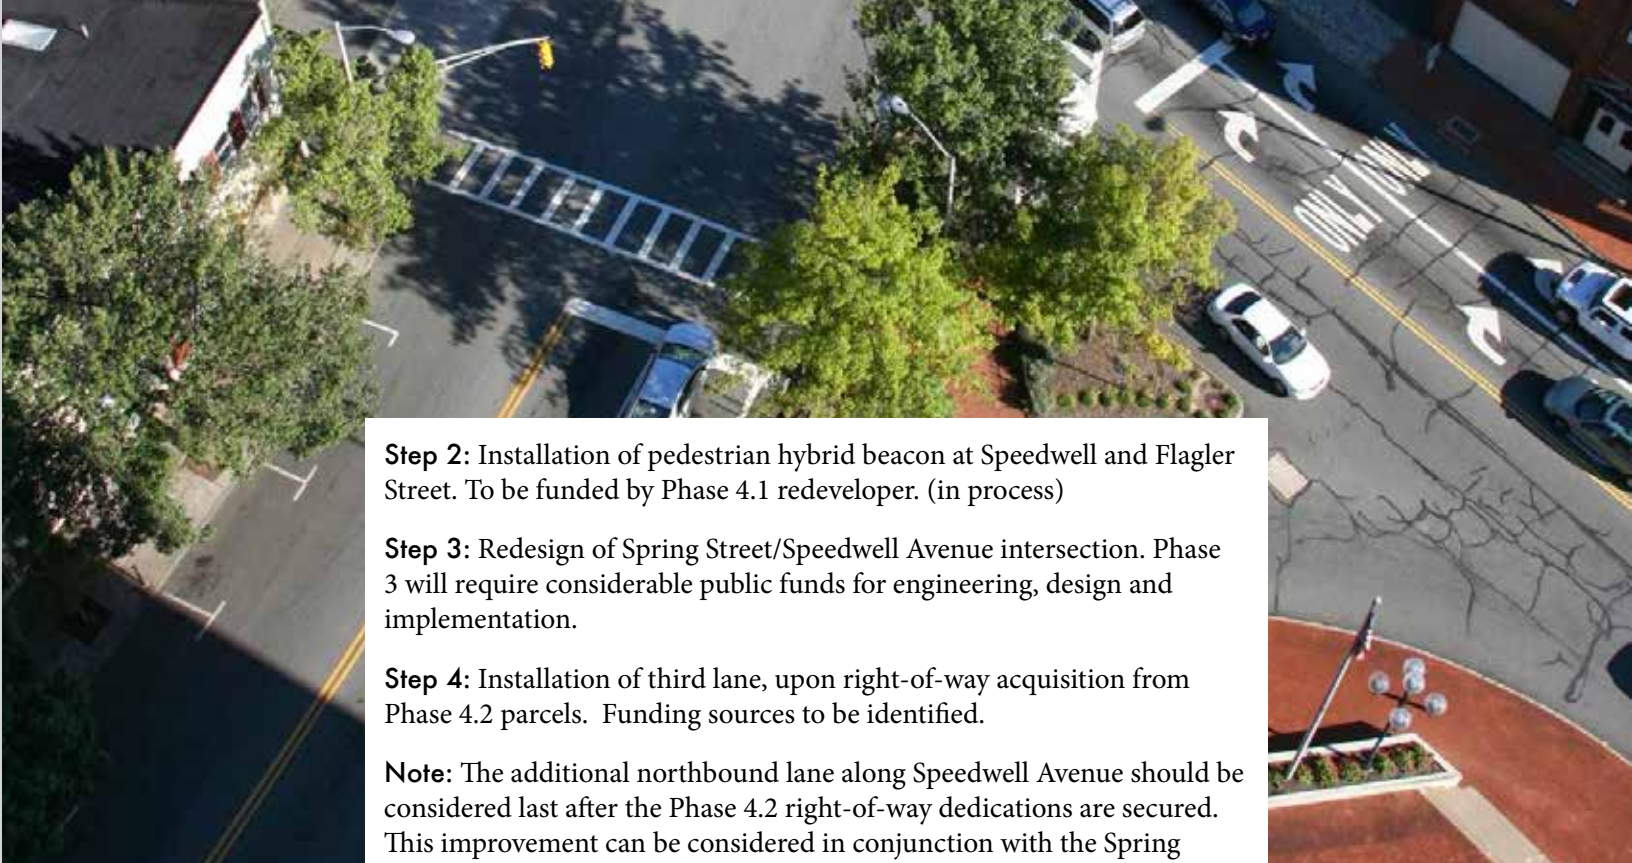 ONLY ONLY
Step 2: Installation of pedestrian hybrid beacon at Speedwell and Flagler
Street. To be funded by Phase 4.1 redeveloper. (in process)
Step 3: Redesign of Spring Street/Speedwell Avenue intersection. Phase
3 will require considerable public funds for engineering, design and
implementation.
Step 4: Installation of third lane, upon right-of-way acquisition from
Phase 4.2 parcels.  Funding sources to be identified.
Note: The additional northbound lane along Speedwell Avenue should be
considered last after the Phase 4.2 right-of-way dedications are secured.
This improvement can be considered in conjunction with the Spring